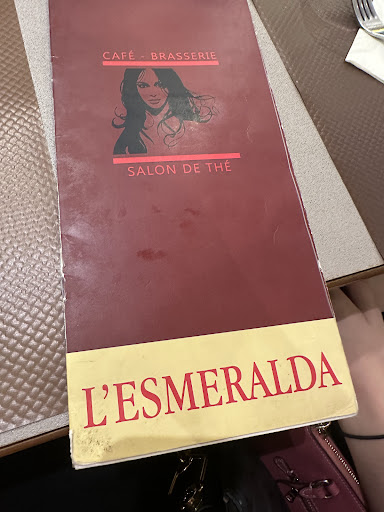 CAFÉ - BRASSERIE
SALON DE THÉ
L'ESMERALDA